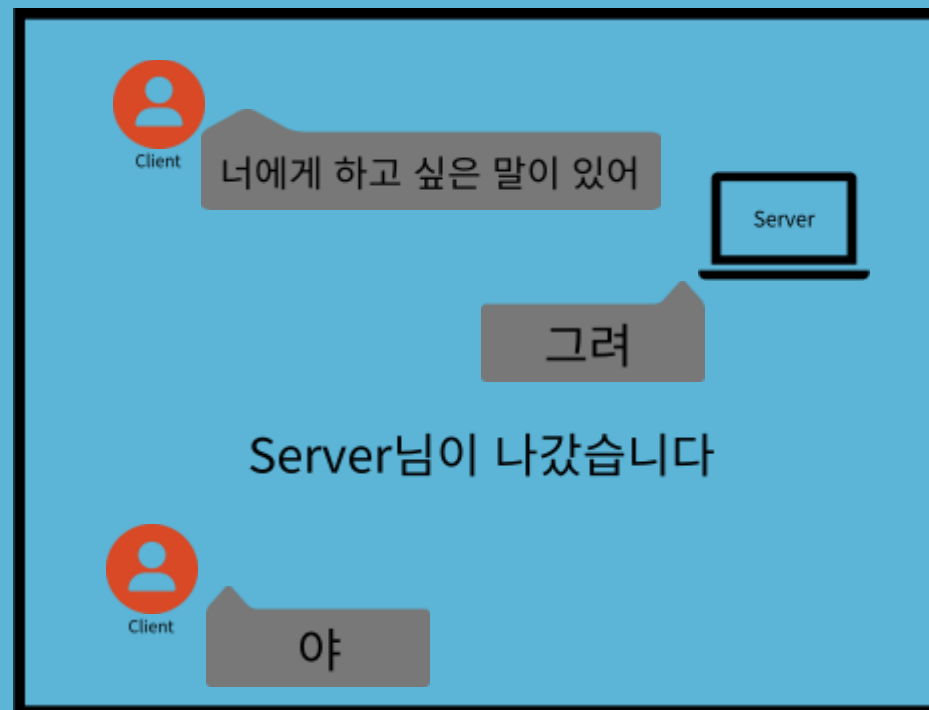 Client
너에게 하고 싶은 말이 있어
Server
그려
Server님이 나갔습니다
Client
야